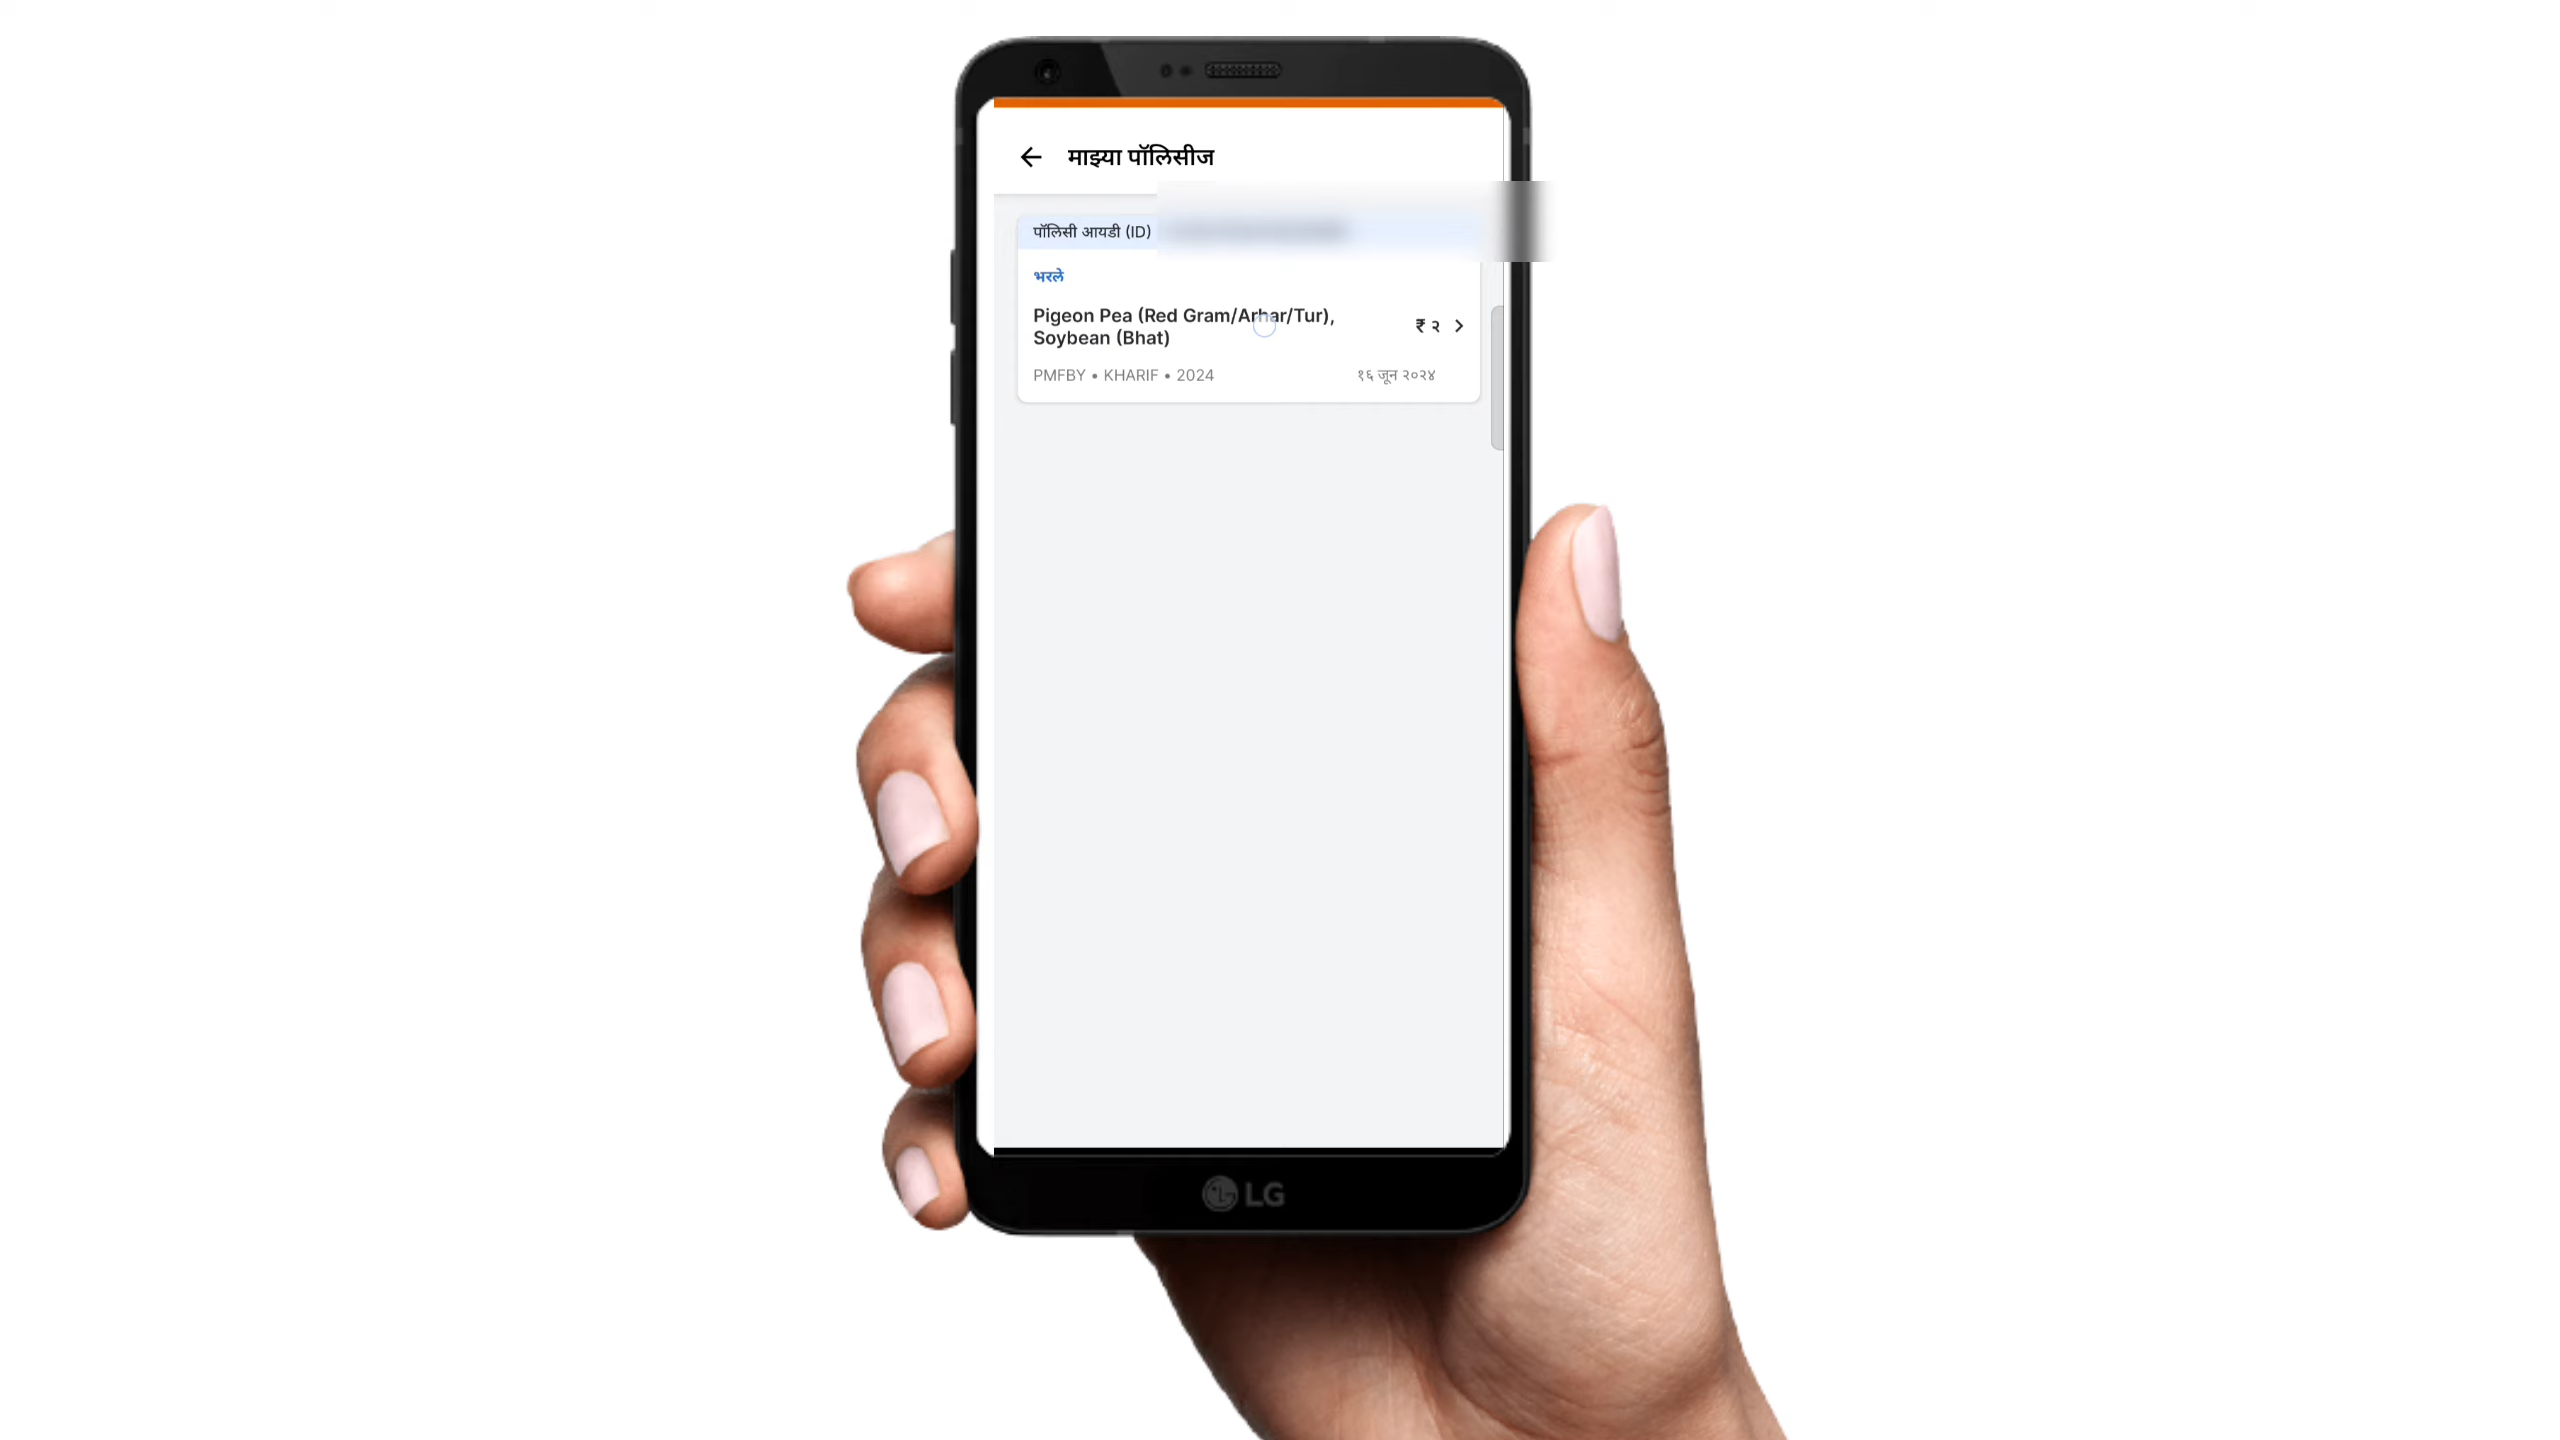 माझ्या पॉलिसीज
पॉलिसी आयडी (ID)
भरले
Pigeon Pea (Red Gram/Arhar/Tur),
Soybean (Bhat)
₹ २
PMFBY • KHARIF • 2024
१६ जून २०२४
LG